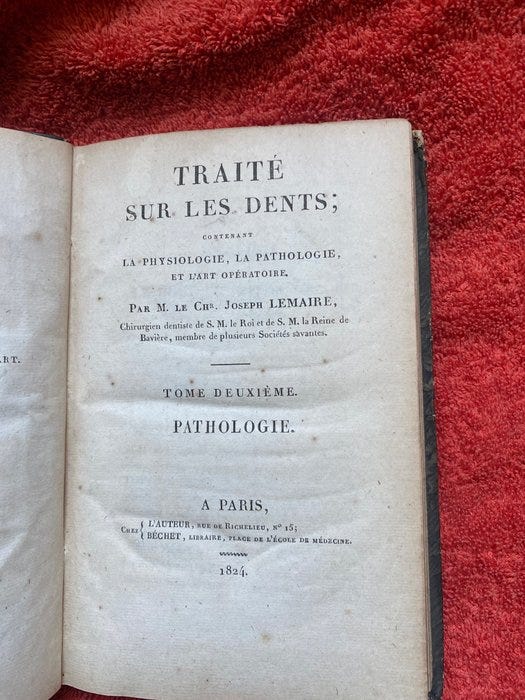 TRAITÉ
SUR LES DENTS;
CONTENANT
LA PHYSIOLOGIE, LA PATHOLOGIE,
ET L'ART OPÉRATOIRE.
PAR M. LE CHR. JOSEPH LEMAIRE,
Chirurgien dentiste de S. M. le Roi et de S. M. la Reine de
Bavière, membre de plusieurs Sociétés savantes.
TOME DEUXIÈME.
PATHOLOGIE.
A PARIS,
CHEZ { L'AUTEUR, RUE DE RICHELIEU, N° 15;
BÉCHET, LIBRAIRE, PLACE DE L'ÉCOLE DE MÉDECINE.
1824.